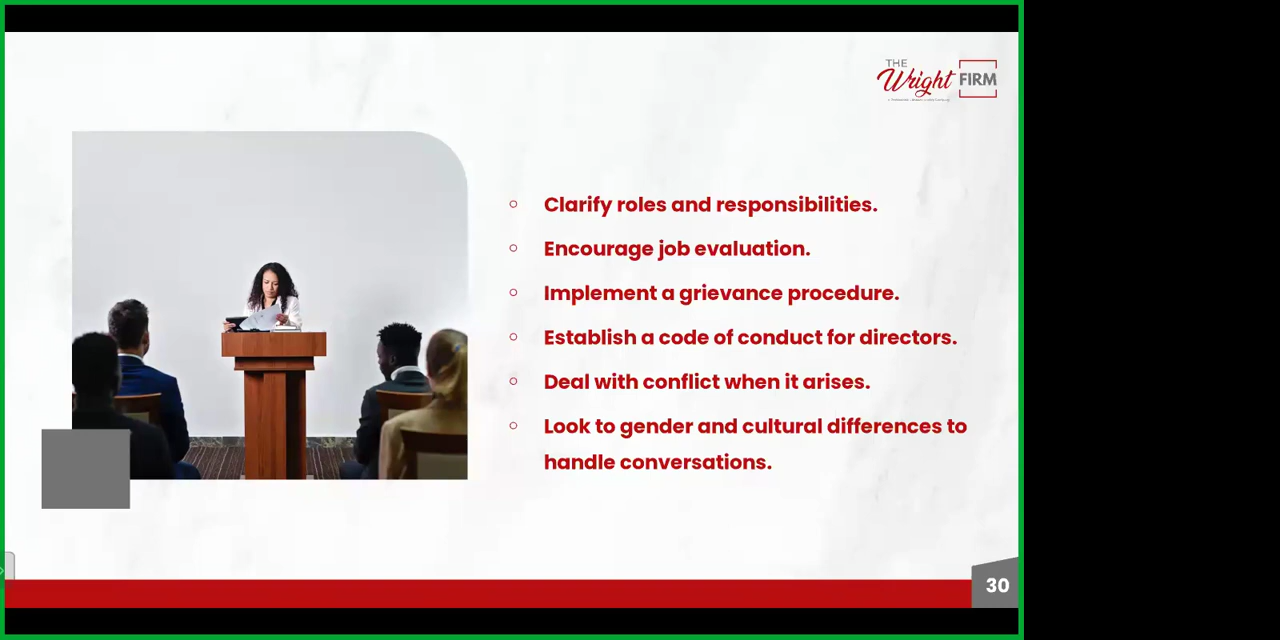 THE
Wright FIRM
Clarify roles and responsibilities.
Encourage job evaluation.
Implement a grievance procedure.
Establish a code of conduct for directors.
Deal with conflict when it arises.
Look to gender and cultural differences to
handle conversations.
30